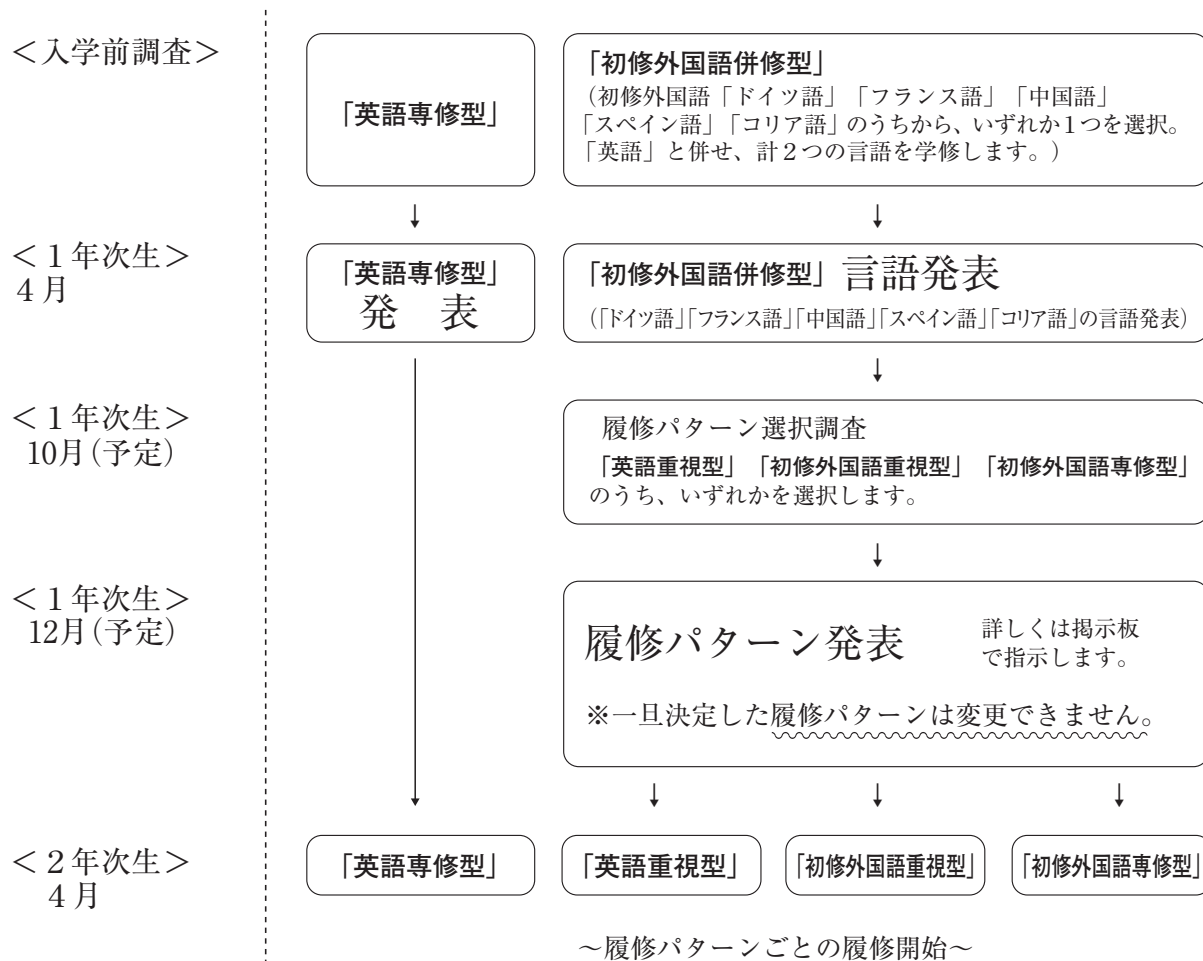 ＜入学前調査＞
「英語専修型」
「初修外国語併修型」
（初修外国語「ドイツ語」「フランス語」「中国語」
「スペイン語」「コリア語」のうちから、いずれか１つを選択。
「英語」と併せ、計２つの言語を学修します。）
↓
↓
＜１年次生＞
４月
「英語専修型」
発　表
「初修外国語併修型」言語発表
（「ドイツ語」「フランス語」「中国語」「スペイン語」「コリア語」の言語発表）
↓
＜１年次生＞
10月（予定）
履修パターン選択調査
「英語重視型」「初修外国語重視型」「初修外国語専修型」
のうち、いずれかを選択します。
↓
＜１年次生＞
12月（予定）
履修パターン発表
詳しくは掲示板
で指示します。
※一旦決定した履修パターンは変更できません。
↓
↓
↓
＜２年次生＞
４月
「英語専修型」
「英語重視型」
「初修外国語重視型」
「初修外国語専修型」
～履修パターンごとの履修開始～